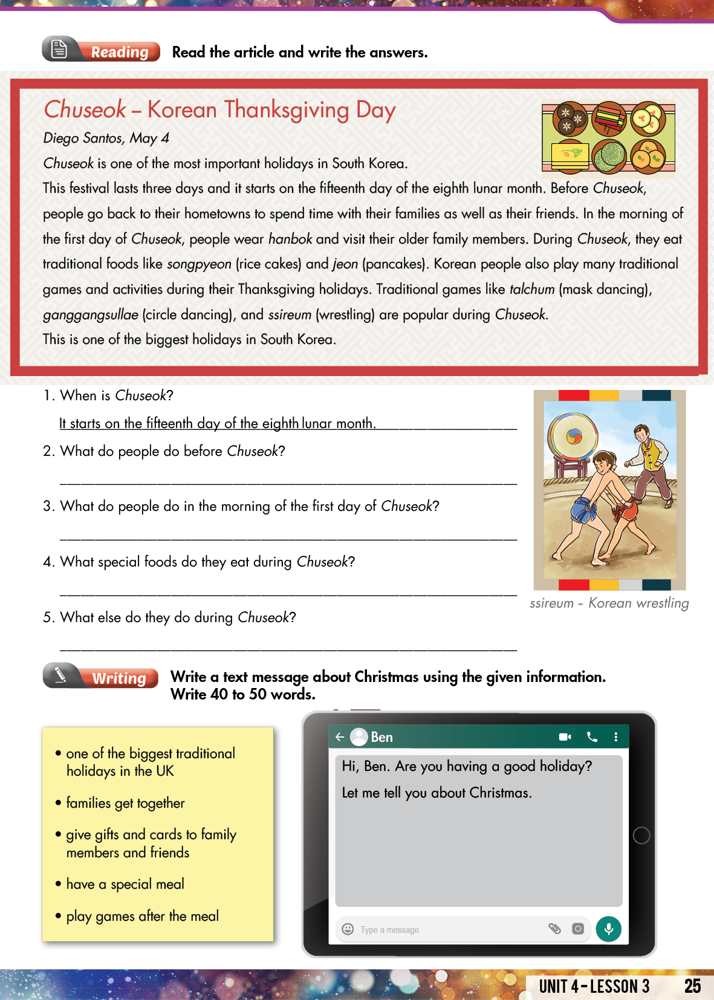 Reading Read the article and write the answers.
Chuseok – Korean Thanksgiving Day
Diego Santos, May 4
Chuseok is one of the most important holidays in South Korea.
This festival lasts three days and it starts on the fifteenth day of the eighth lunar month. Before Chuseok,
people go back to their hometowns to spend time with their families as well as their friends. In the morning of
the first day of Chuseok, people wear hanbok and visit their older family members. During Chuseok, they eat
traditional foods like songpyeon (rice cakes) and jeon (pancakes). Korean people also play many traditional
games and activities during their Thanksgiving holidays. Traditional games like talchum (mask dancing),
ganggangsullae (circle dancing), and ssireum (wrestling) are popular during Chuseok.
This is one of the biggest holidays in South Korea.
1. When is Chuseok?
It starts on the fifteenth day of the eighth lunar month.
2. What do people do before Chuseok?
3. What do people do in the morning of the first day of Chuseok?
4. What special foods do they eat during Chuseok?
5. What else do they do during Chuseok?
ssireum – Korean wrestling
Writing Write a text message about Christmas using the given information.
Write 40 to 50 words.
• one of the biggest traditional
holidays in the UK
• families get together
• give gifts and cards to family
members and friends
• have a special meal
• play games after the meal
Ben
Hi, Ben. Are you having a good holiday?
Let me tell you about Christmas.
Type a message
UNIT 4 – LESSON 3 25